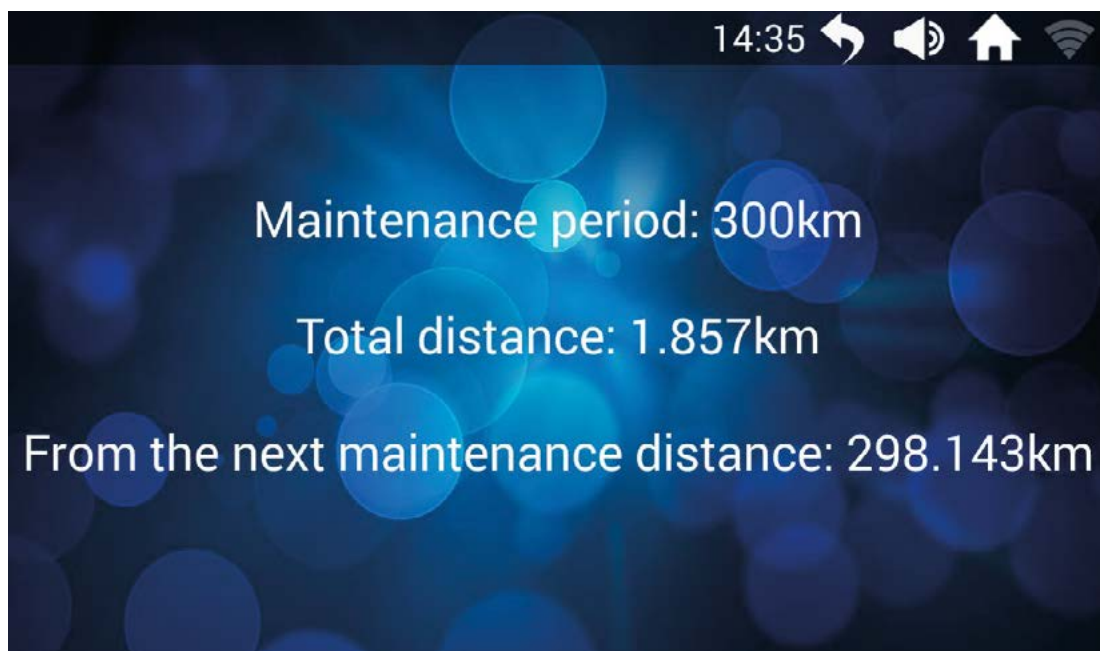 14:35
Maintenance period: 300km
Total distance: 1.857km
From the next maintenance distance: 298.143km